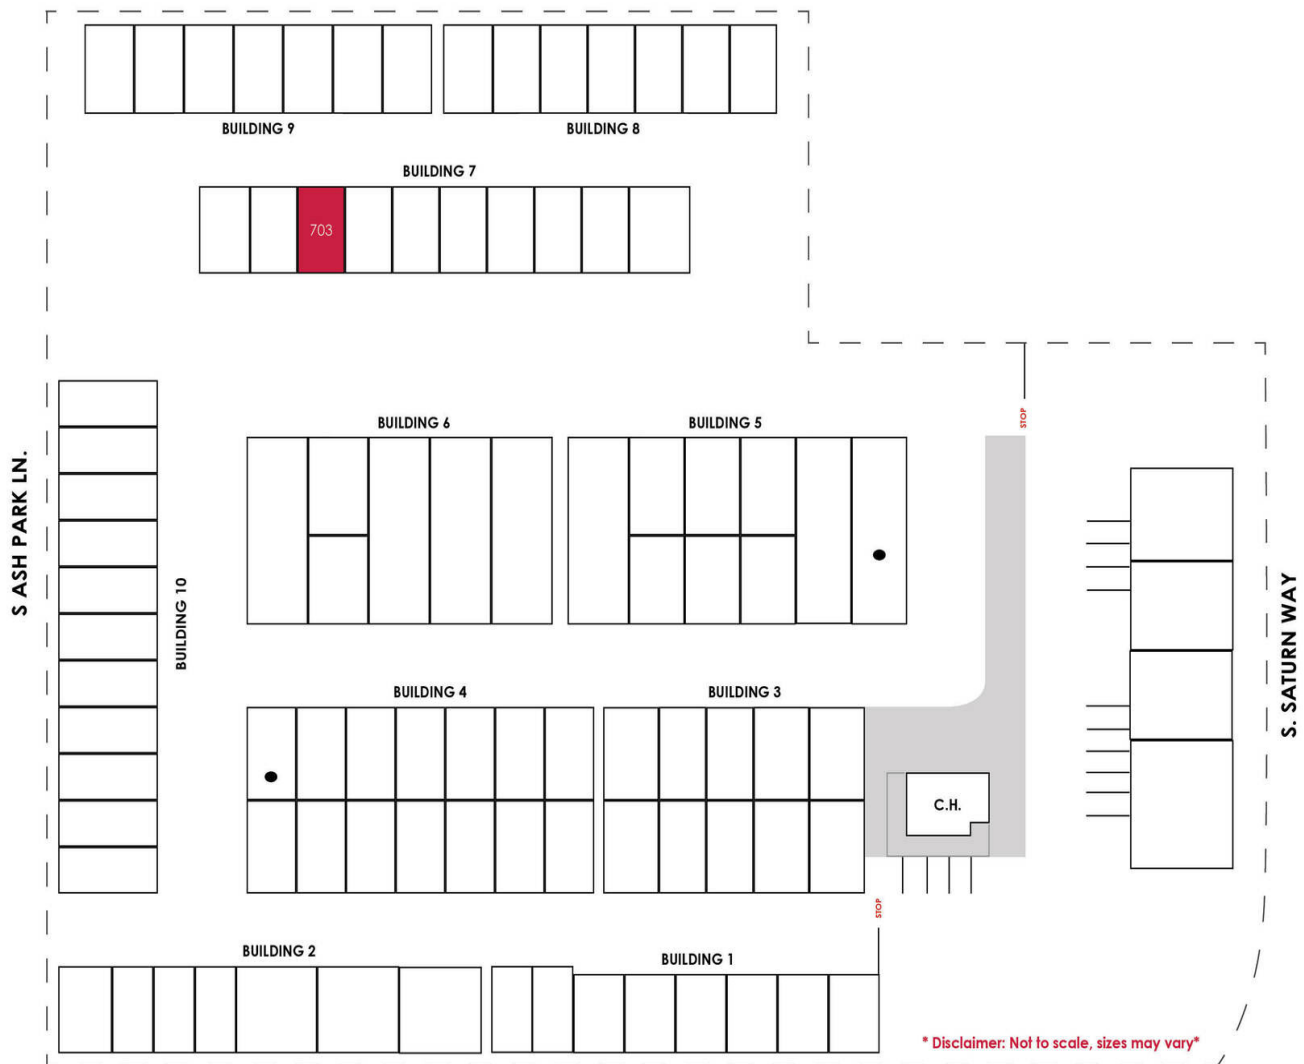 BUILDING 9
BUILDING 8
BUILDING 7
703
BUILDING 6
BUILDING 5
STOP
S ASH PARK LN.
BUILDING 10
S. SATURN WAY
BUILDING 4
BUILDING 3
C.H.
STOP
BUILDING 2
BUILDING 1
* Disclaimer: Not to scale, sizes may vary*